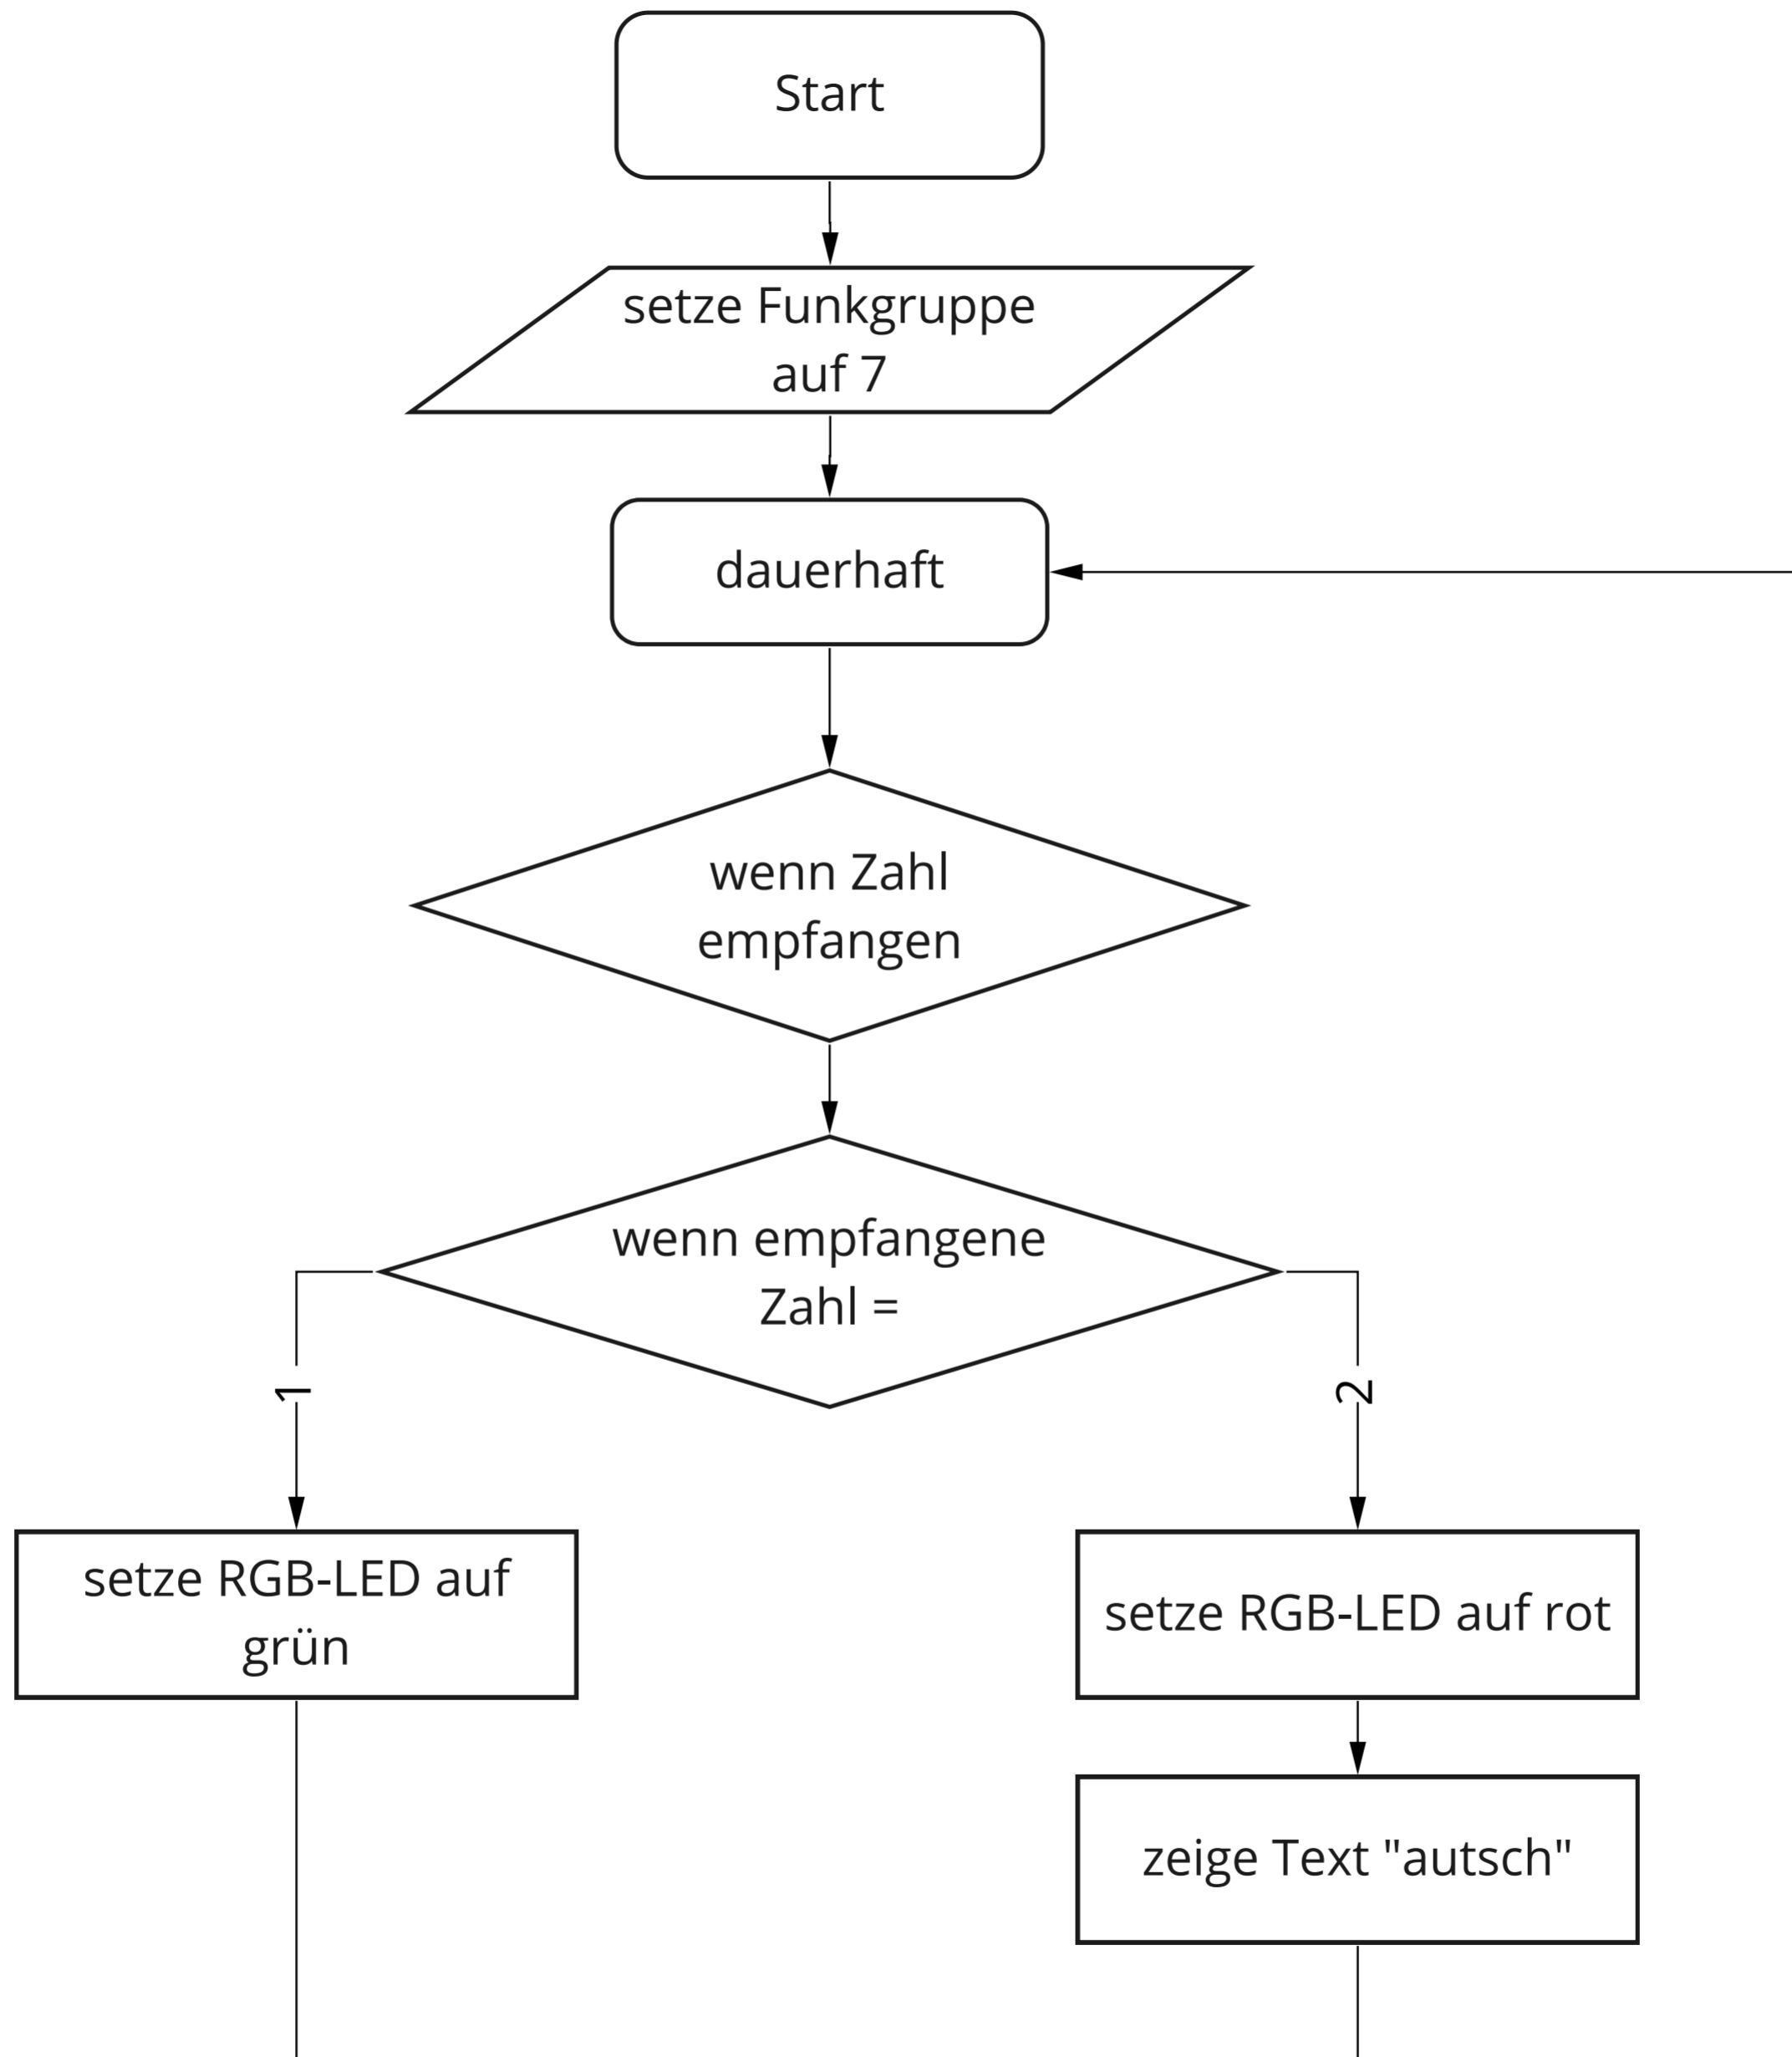 Start
setze Funkgruppe
auf 7
dauerhaft
wenn Zahl
empfangen
wenn empfangene
Zahl =
1
2
setze RGB-LED auf
grün
setze RGB-LED auf rot
zeige Text "autsch"